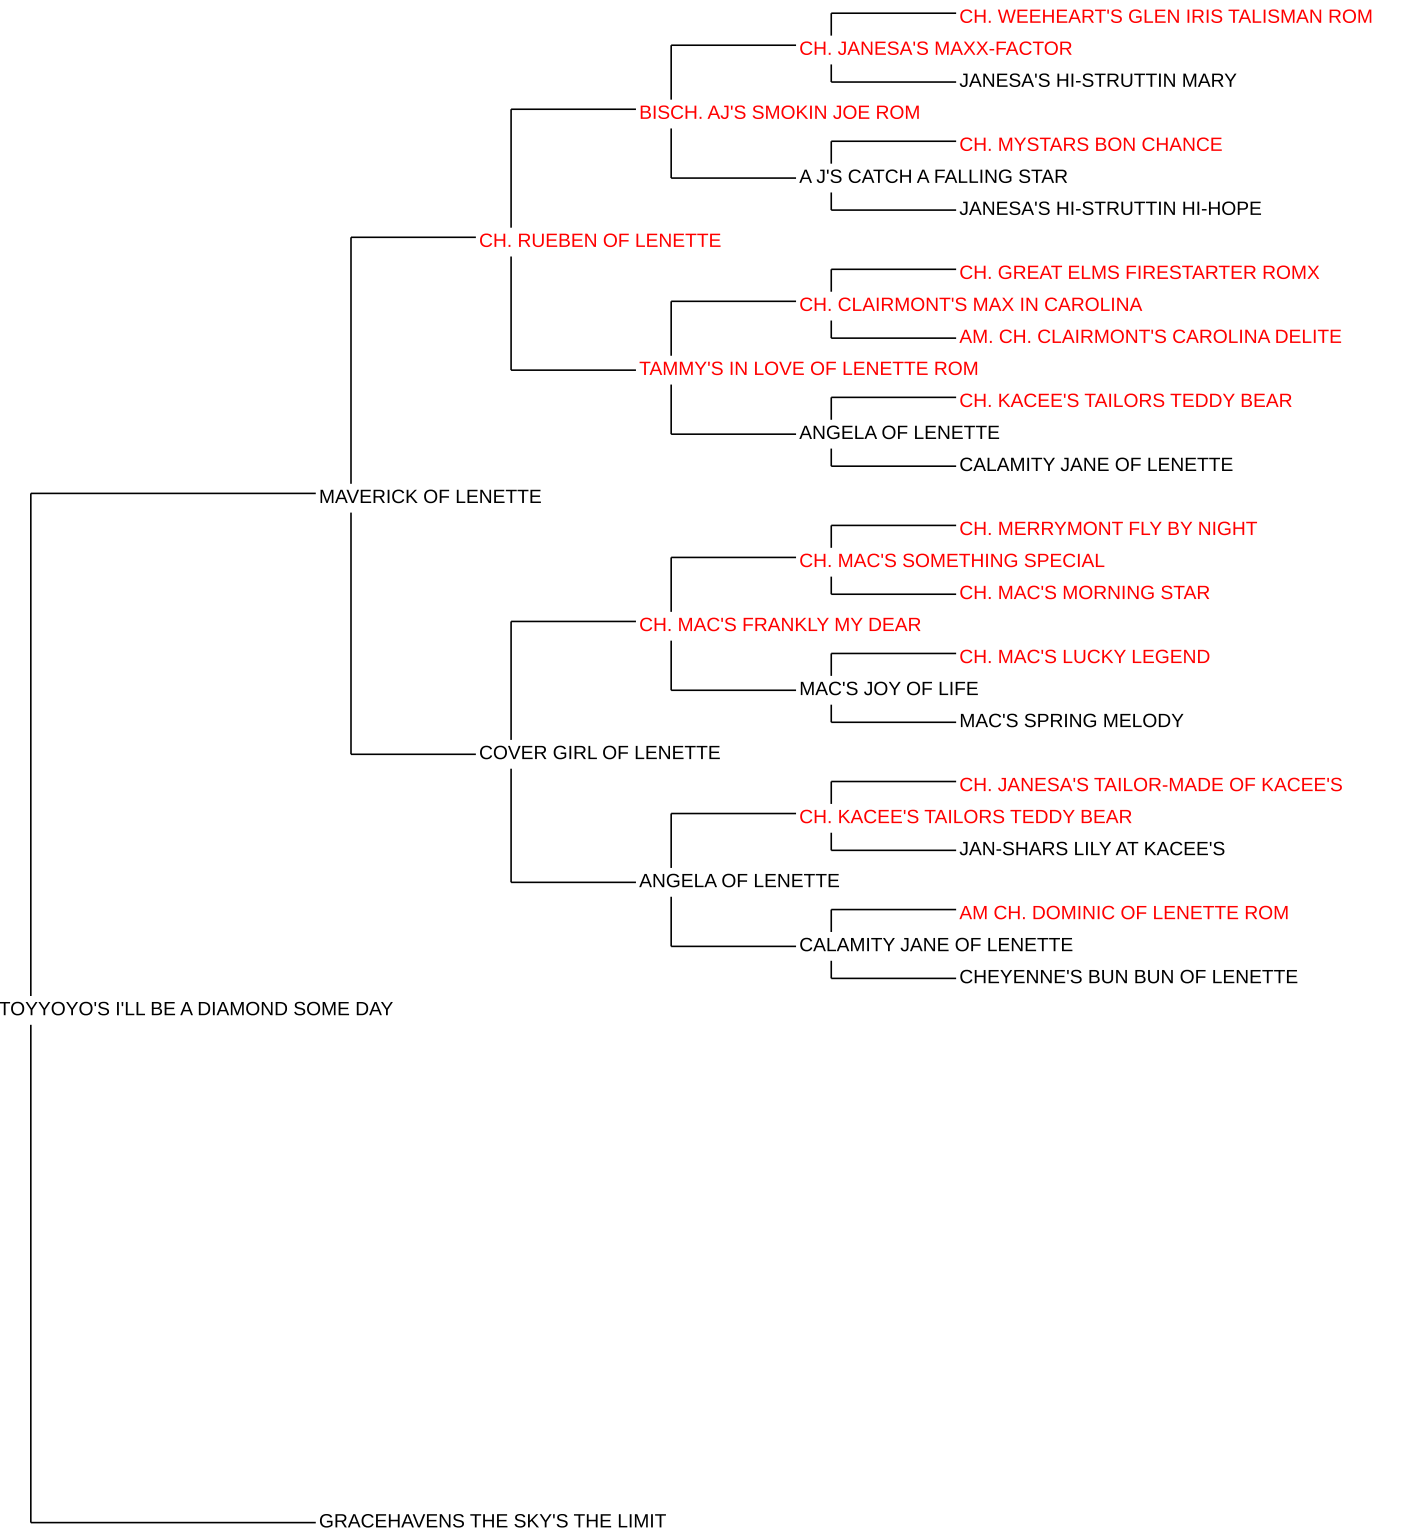 CH. WEEHEART'S GLEN IRIS TALISMAN ROM
CH. JANESA'S MAXX-FACTOR
JANESA'S HI-STRUTTIN MARY
BISCH. AJ'S SMOKIN JOE ROM
CH. MYSTARS BON CHANCE
A J'S CATCH A FALLING STAR
JANESA'S HI-STRUTTIN HI-HOPE
CH. RUEBEN OF LENETTE
CH. GREAT ELMS FIRESTARTER ROMX
CH. CLAIRMONT'S MAX IN CAROLINA
AM. CH. CLAIRMONT'S CAROLINA DELITE
TAMMY'S IN LOVE OF LENETTE ROM
CH. KACEE'S TAILORS TEDDY BEAR
ANGELA OF LENETTE
CALAMITY JANE OF LENETTE
MAVERICK OF LENETTE
CH. MERRYMONT FLY BY NIGHT
CH. MAC'S SOMETHING SPECIAL
CH. MAC'S MORNING STAR
CH. MAC'S FRANKLY MY DEAR
CH. MAC'S LUCKY LEGEND
MAC'S JOY OF LIFE
MAC'S SPRING MELODY
COVER GIRL OF LENETTE
CH. JANESA'S TAILOR-MADE OF KACEE'S
CH. KACEE'S TAILORS TEDDY BEAR
JAN-SHARS LILY AT KACEE'S
ANGELA OF LENETTE
AM CH. DOMINIC OF LENETTE ROM
CALAMITY JANE OF LENETTE
CHEYENNE'S BUN BUN OF LENETTE
TOYYOYO'S I'LL BE A DIAMOND SOME DAY
GRACEHAVENS THE SKY'S THE LIMIT